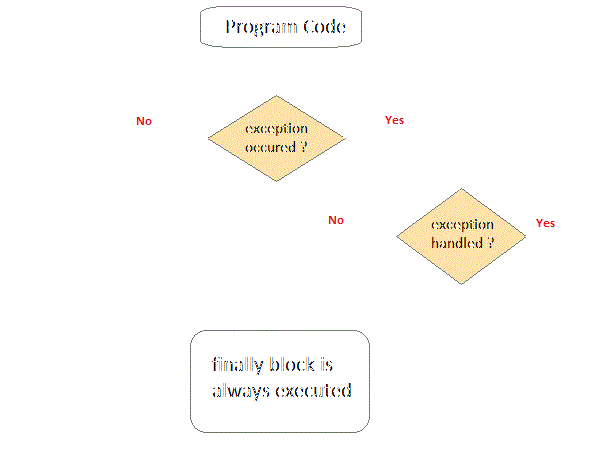 Program Code
No
exception
occured ?
Yes
No
exception
handled ?
Yes
finally block is
always executed